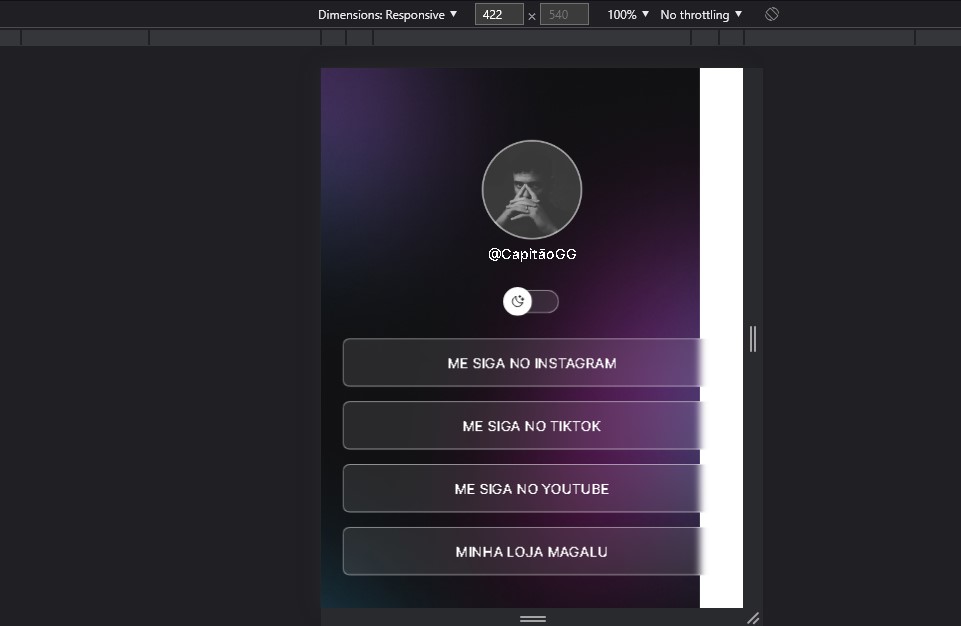 Dimensions: Responsive ▼ 422 × 540 100% ▼ No throttling ▼
@CapitãoGG
ME SIGA NO INSTAGRAM
ME SIGA NO TIKTOK
ME SIGA NO YOUTUBE
MINHA LOJA MAGALU